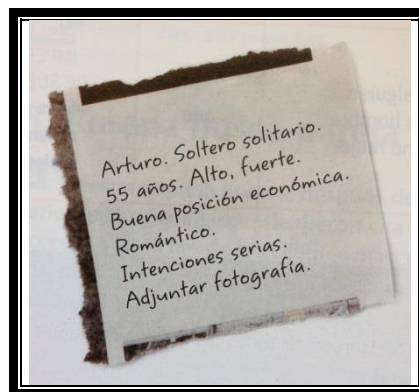 Arturo. Soltero solitario.
55 años. Alto, fuerte.
Buena posición económica.
Romántico.
Intenciones serias.
Adjuntar fotografía.